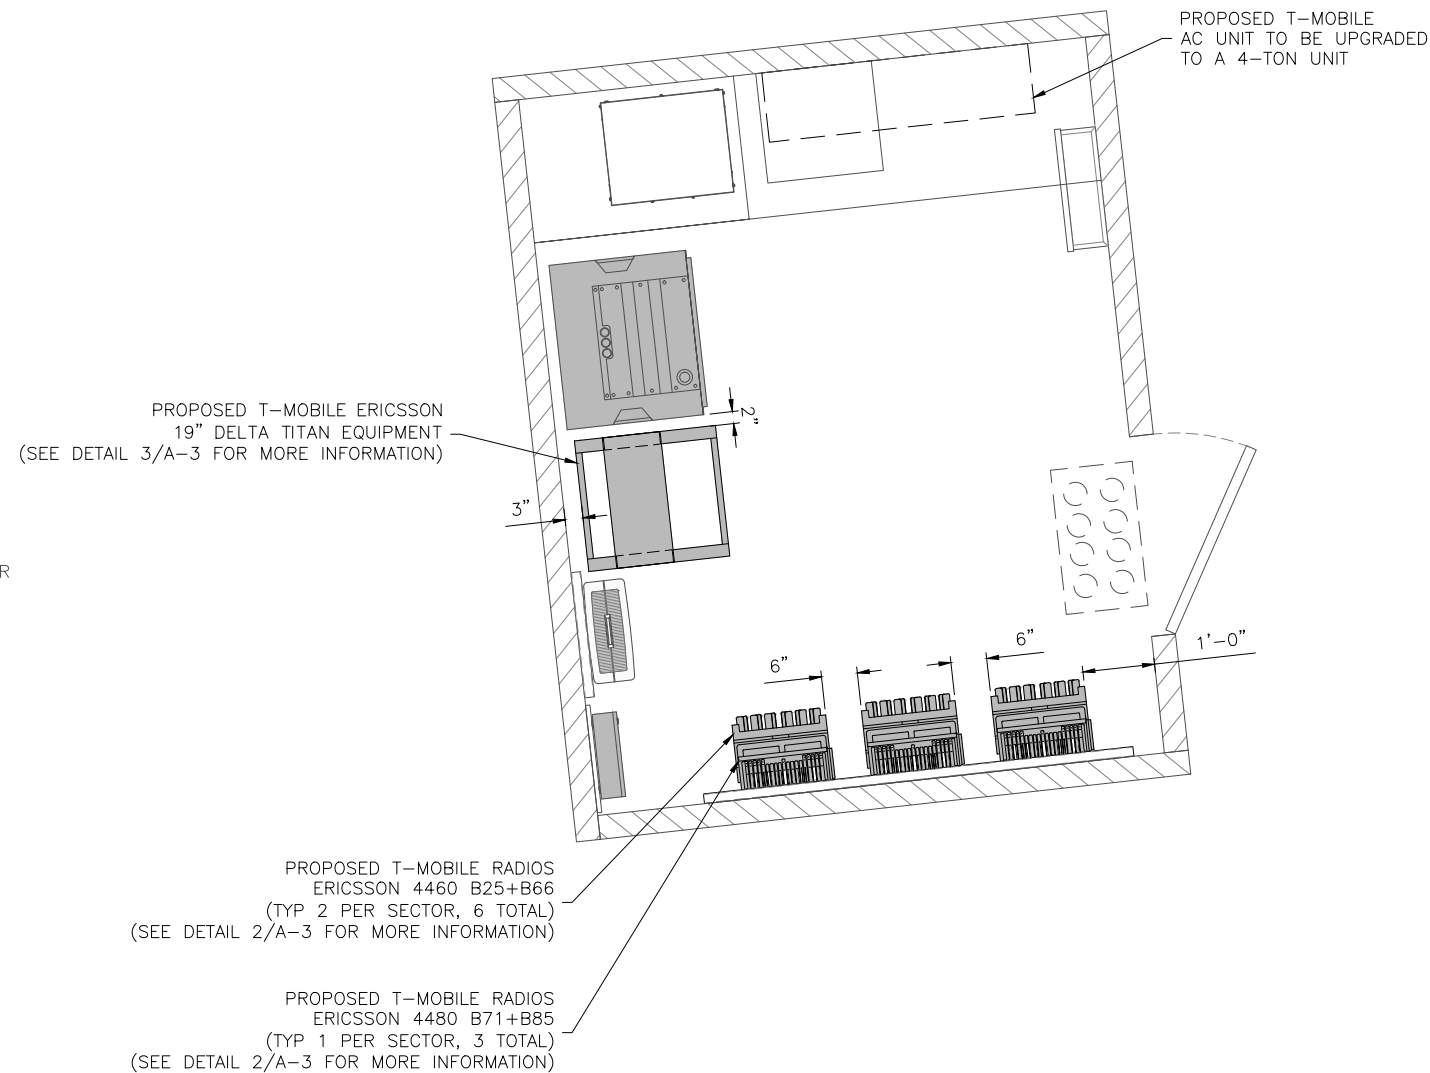 PROPOSED T-MOBILE
AC UNIT TO BE UPGRADED
TO A 4-TON UNIT
PROPOSED T-MOBILE ERICSSON
19" DELTA TITAN EQUIPMENT
(SEE DETAIL 3/A-3 FOR MORE INFORMATION)
2"
3"
R
6"
6"
1'-0"
PROPOSED T-MOBILE RADIOS
ERICSSON 4460 B25+B66
(TYP 2 PER SECTOR, 6 TOTAL)
(SEE DETAIL 2/A-3 FOR MORE INFORMATION)
PROPOSED T-MOBILE RADIOS
ERICSSON 4480 B71+B85
(TYP 1 PER SECTOR, 3 TOTAL)
(SEE DETAIL 2/A-3 FOR MORE INFORMATION)